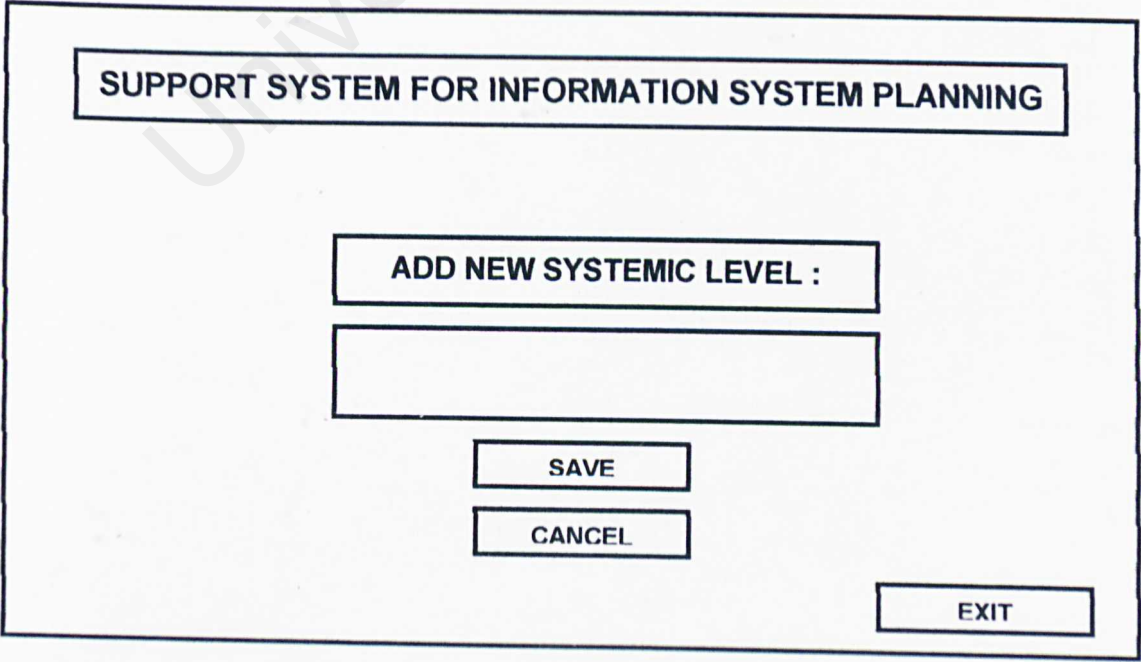 SUPPORT SYSTEM FOR INFORMATION SYSTEM PLANNING
ADD NEW SYSTEMIC LEVEL :
SAVE
CANCEL
EXIT